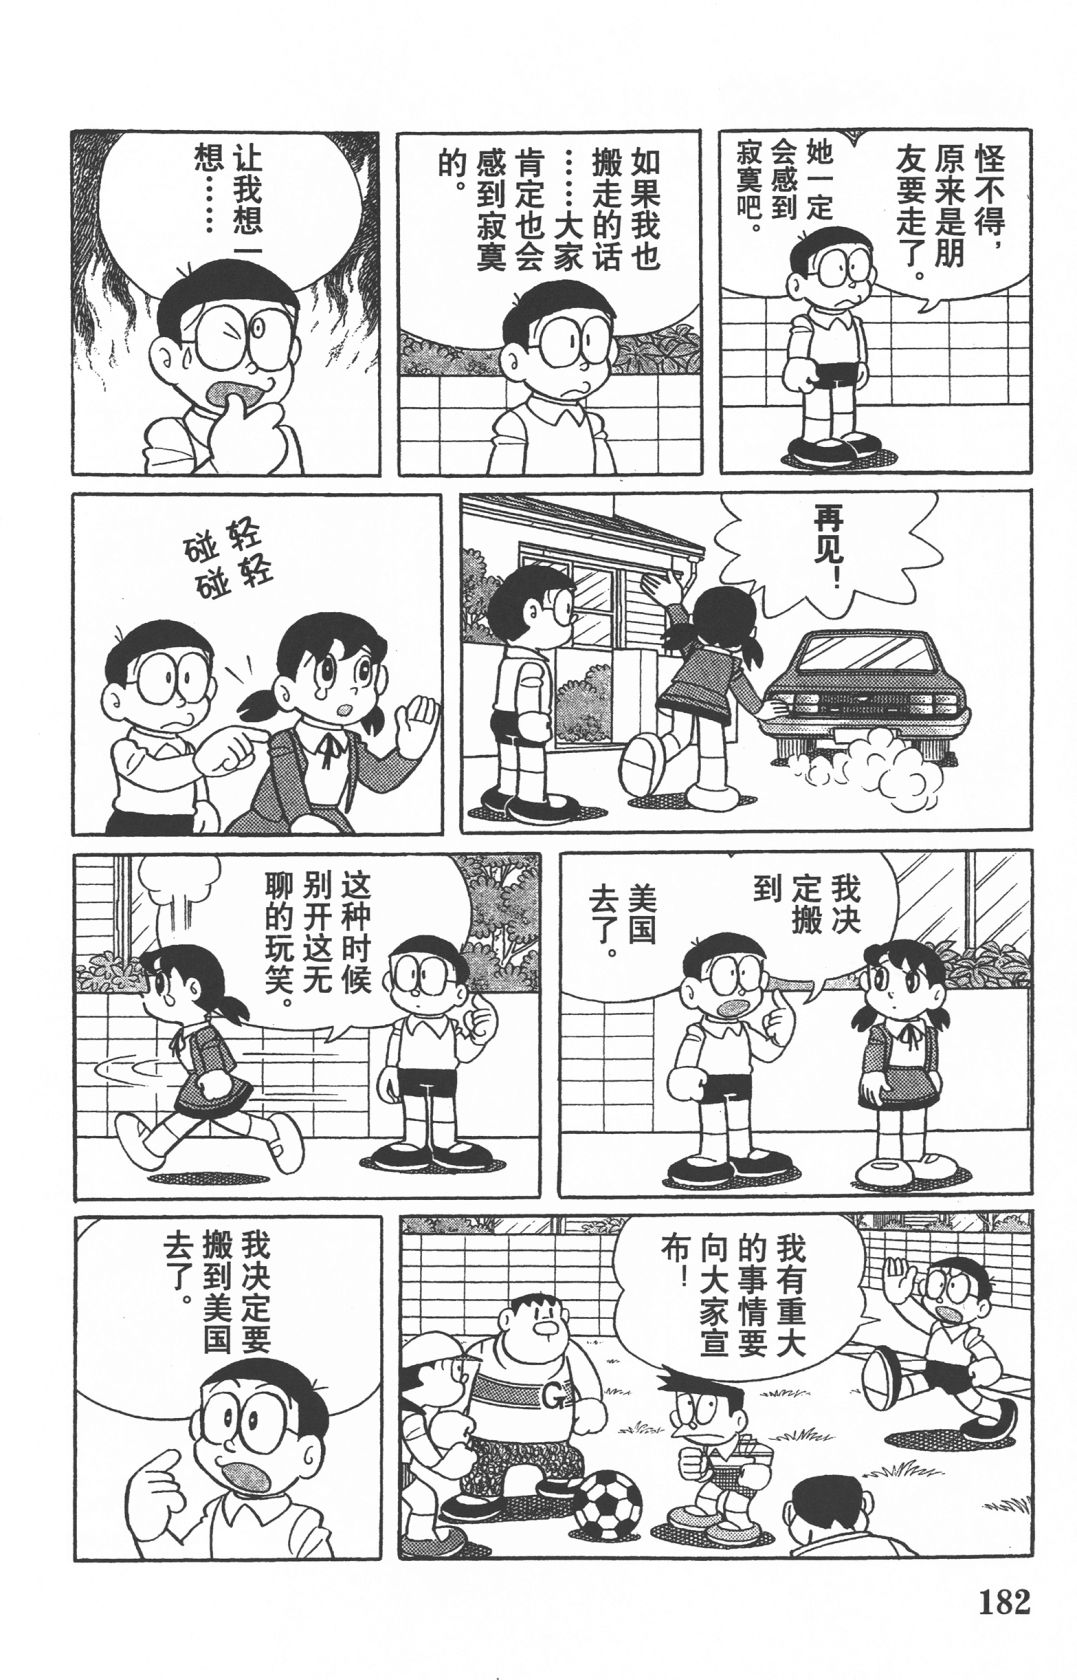 怪不得，
原来是朋
友要走了。
她一定
会感到
寂寞吧。
如果我也
搬走的话
……大家
肯定也会
感到寂寞
的。
让我想一
想……
再见！
轻轻
碰碰
我决
定搬
到
美国
去了。
这种时候
别开这无
聊的玩笑。
我有重大
的事情要
向大家宣
布！
G
我决定要
搬到美国
去了。
182